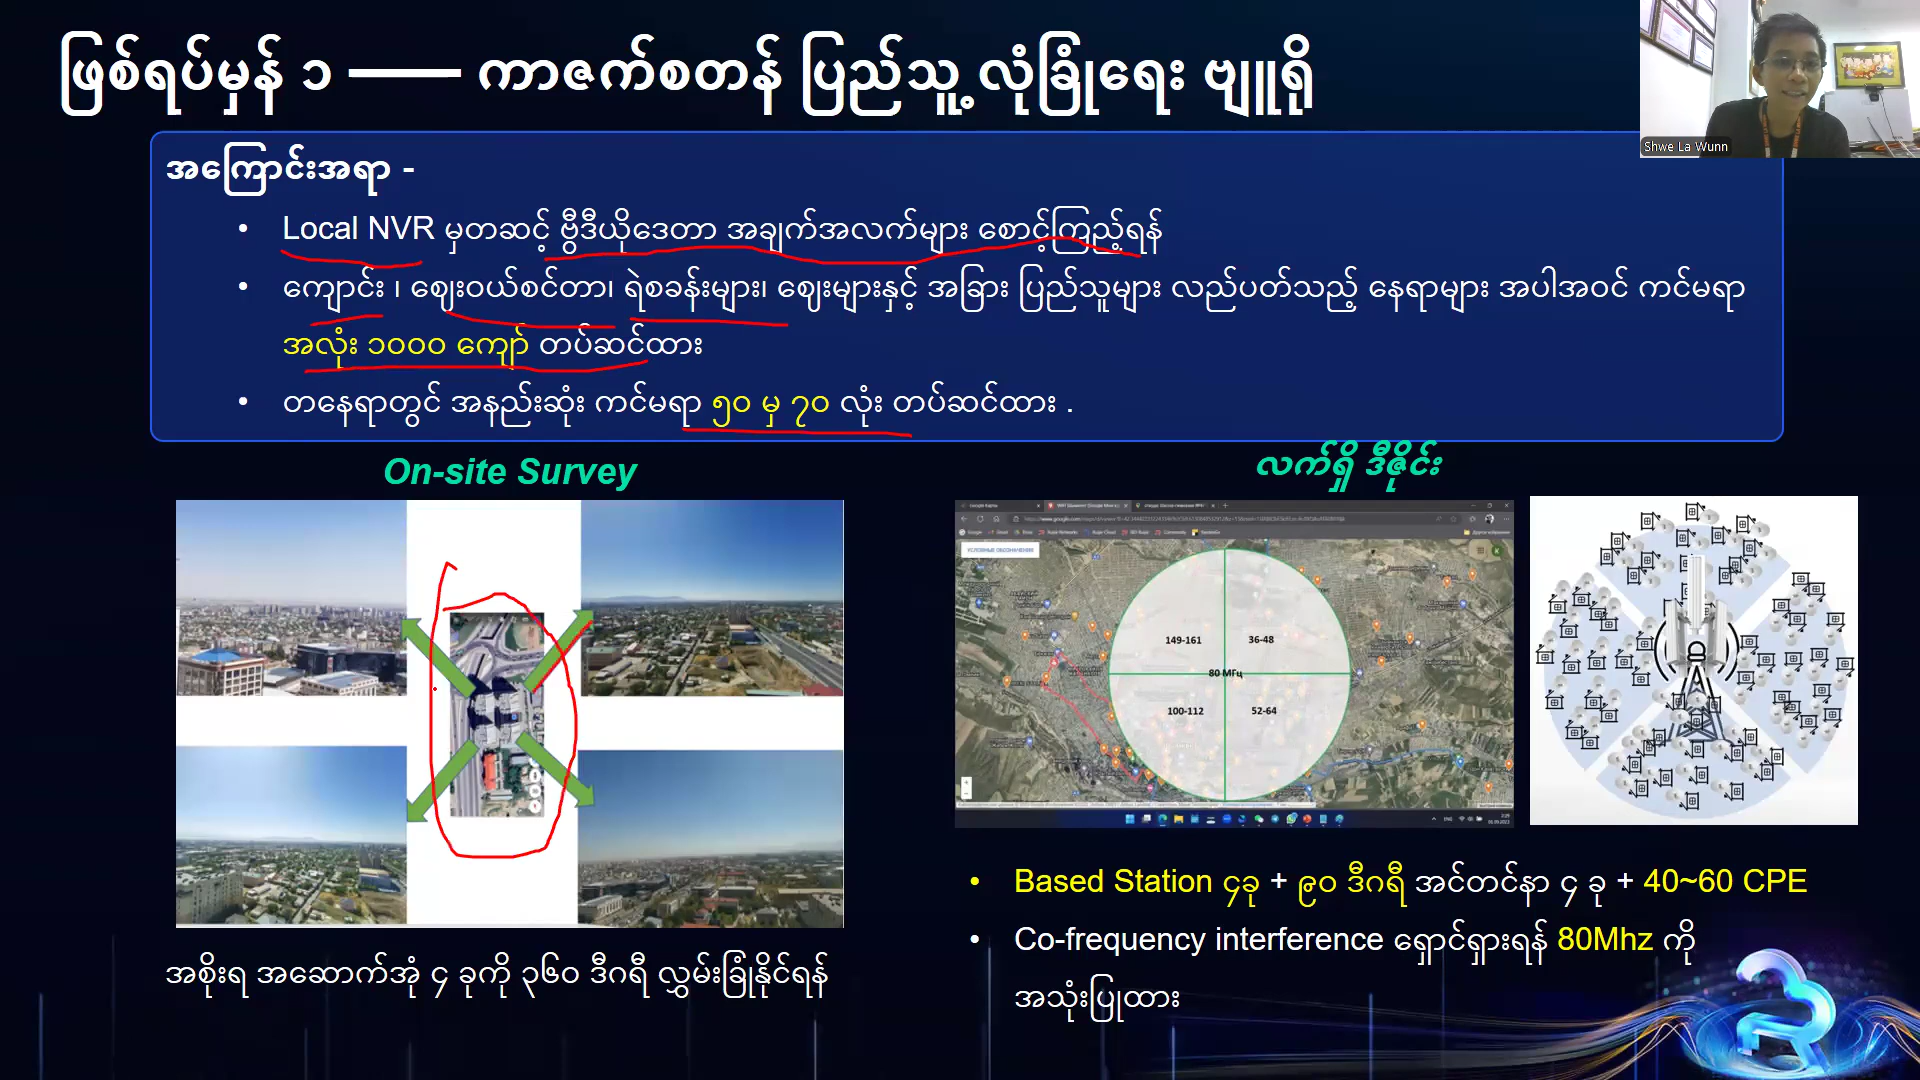 ဖြစ်ရပ်မှန် ၁ —— ကာဇက်စတန် ပြည်သူ့လုံခြုံရေး ဗျူရို
Shwe La Wunn
အကြောင်းအရာ -
• Local NVR မှတဆင့် ဗွီဒီယိုဒေတာ အချက်အလက်များ စောင့်ကြည့်ရန်
• ကျောင်း ၊ ဈေးဝယ်စင်တာ၊ ရဲစခန်းများ၊ ဈေးများနှင့် အခြား ပြည်သူများ လည်ပတ်သည့် နေရာများ အပါအဝင် ကင်မရာ
အလုံး ၁၀၀၀ ကျော် တပ်ဆင်ထား
• တနေရာတွင် အနည်းဆုံး ကင်မရာ ၅၀ မှ ၇၀ လုံး တပ်ဆင်ထား .
On-site Survey
လက်ရှိ ဒီဇိုင်း
149-161
36-48
80 МГц
100-112
52-64
အစိုးရ အဆောက်အုံ ၄ ခုကို ၃၆၀ ဒီဂရီ လွှမ်းခြုံနိုင်ရန်
• Based Station ၄ခု + ၉၀ ဒီဂရီ အင်တင်နာ ၄ ခု + 40~60 CPE
• Co-frequency interference ရှောင်ရှားရန် 80Mhz ကို
အသုံးပြုထား